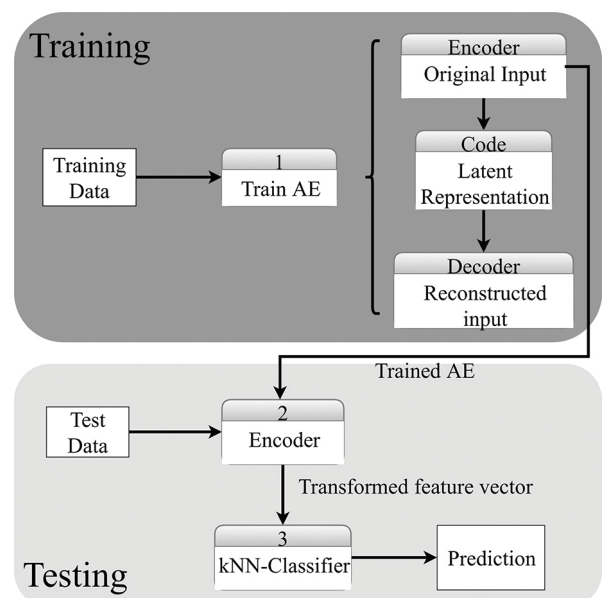 Training
Encoder
Original Input
Code
Latent
Representation
Decoder
Reconstructed
input
Training
Data
1
Train AE
Trained AE
Test
Data
2
Encoder
Transformed feature vector
3
kNN-Classifier
Prediction
Testing